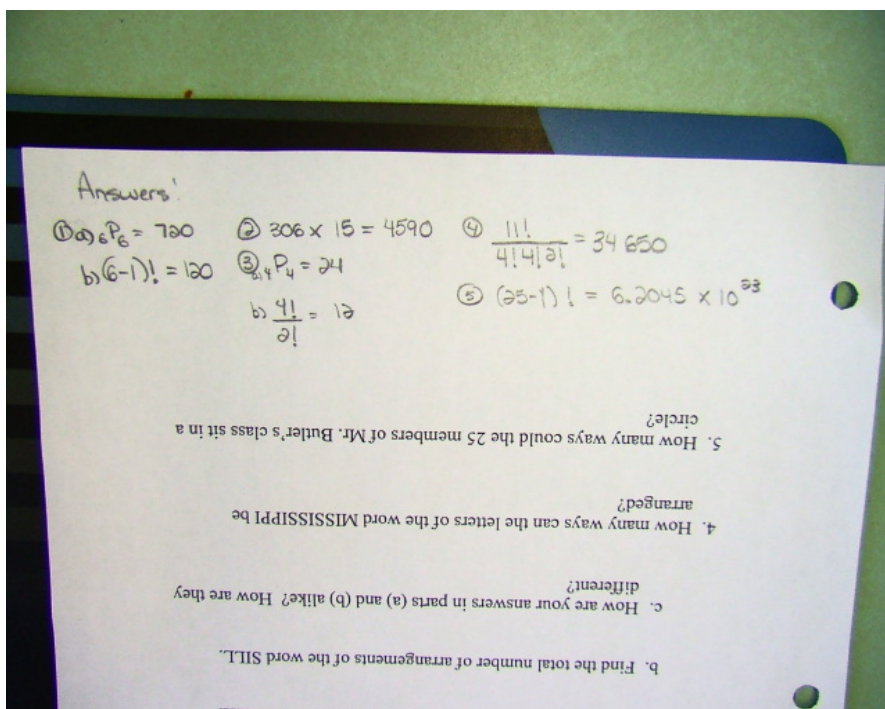 Answers:
① a) ₆P₆ = 720
b) (6-1)! = 120
② 306 x 15 = 4590
③ a) ₄P₄ = 24
b) 4!/2! = 12
④ 11!/4!4!2! = 34 650
⑤ (25-1)! = 6.2045 x 10²³
b. Find the total number of arrangements of the word SILL.
c. How are your answers in parts (a) and (b) alike? How are they
different?
4. How many ways can the letters of the word MISSISSIPPI be
arranged?
5. How many ways could the 25 members of Mr. Butler's class sit in a
circle?